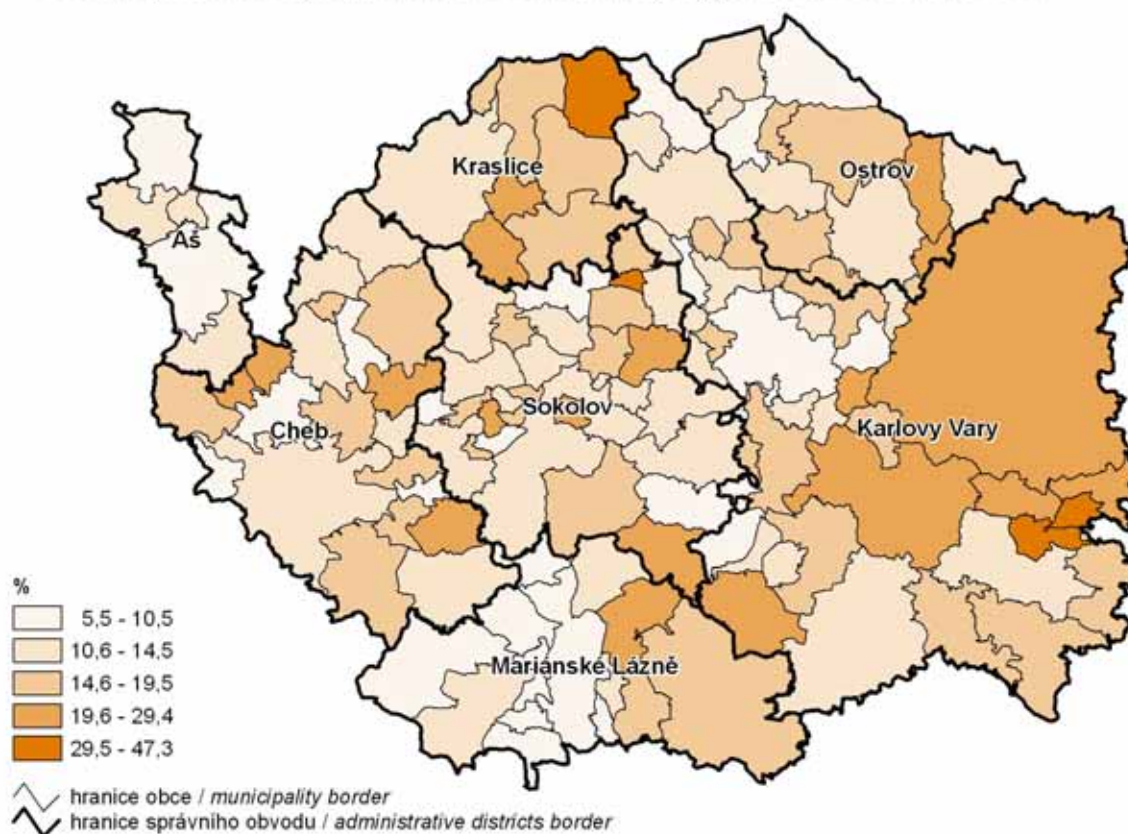 Kraslice
Ostrov
Aš
Sokolov
Cheb
Karlovy Vary
Mariánské Lázně
%
5,5 - 10,5
10,6 - 14,5
14,6 - 19,5
19,6 - 29,4
29,5 - 47,3
hranice obce / municipality border
hranice správního obvodu / administrative districts border